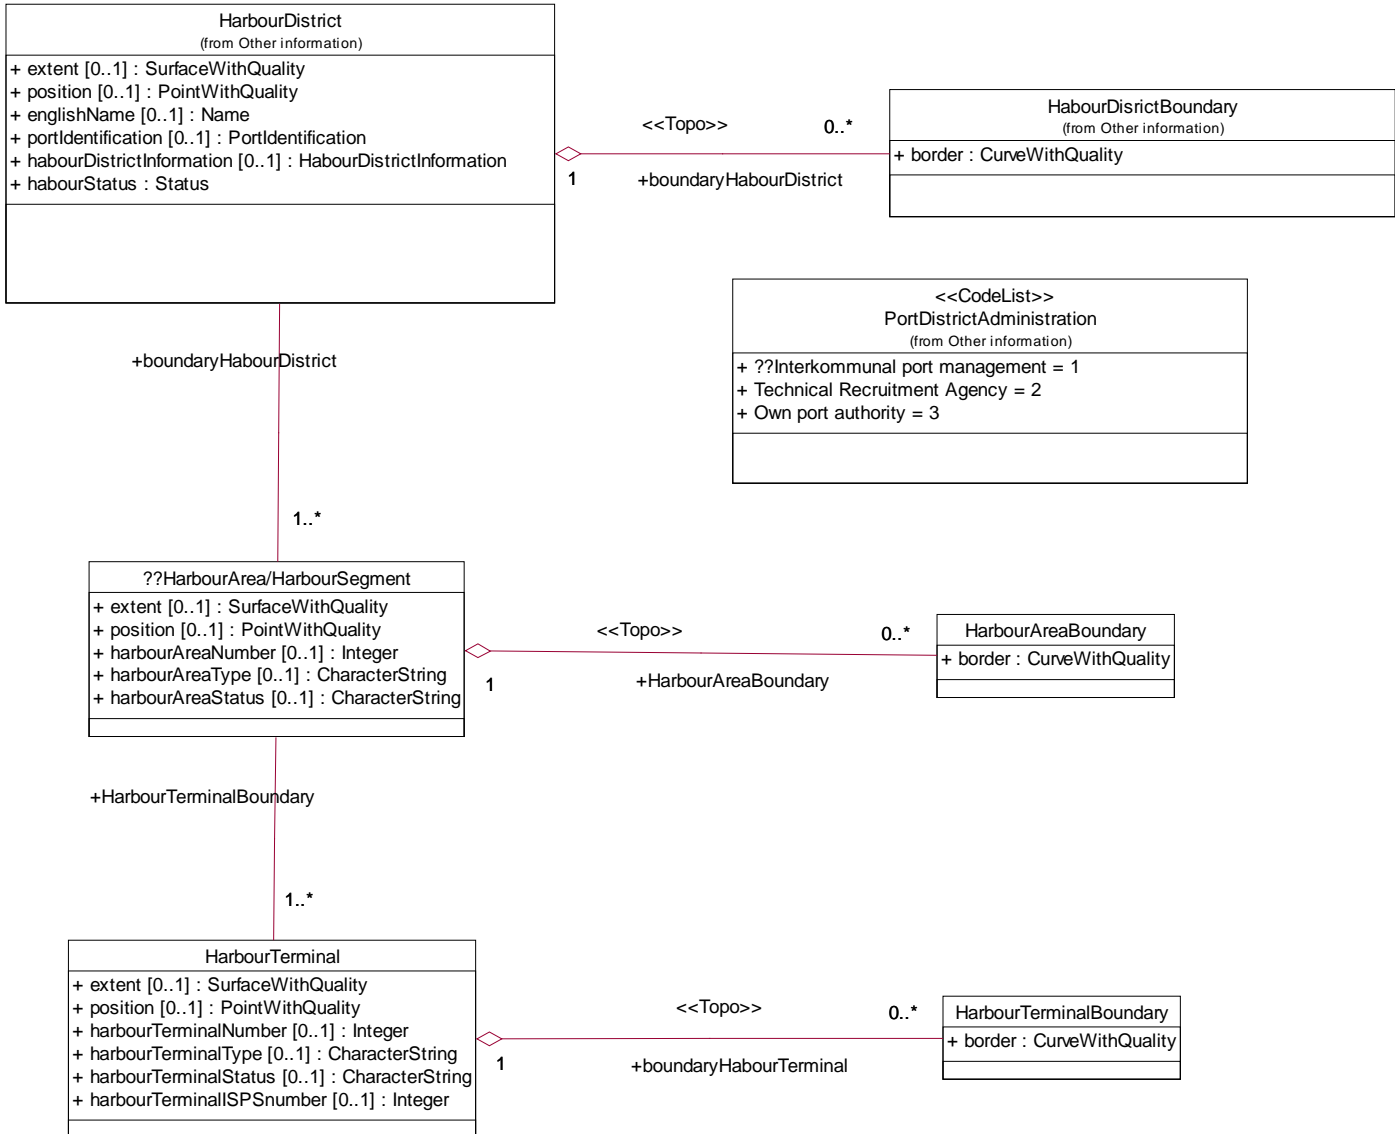 HarbourDistrict
(from Other information)
+ extent [0..1] : SurfaceWithQuality
+ position [0..1] : PointWithQuality
+ englishName [0..1] : Name
+ portIdentification [0..1] : PortIdentification
+ habourDistrictInformation [0..1] : HabourDistrictInformation
+ habourStatus : Status
<<Topo>>
0..*
1
+boundaryHabourDistrict
HabourDisrictBoundary
(from Other information)
+ border : CurveWithQuality
<<CodeList>>
PortDistrictAdministration
(from Other information)
+ ??Interkommunal port management = 1
+ Technical Recruitment Agency = 2
+ Own port authority = 3
+boundaryHabourDistrict
1..*
??HarbourArea/HarbourSegment
+ extent [0..1] : SurfaceWithQuality
+ position [0..1] : PointWithQuality
+ harbourAreaNumber [0..1] : Integer
+ harbourAreaType [0..1] : CharacterString
+ harbourAreaStatus [0..1] : CharacterString
<<Topo>>
0..*
1
+HarbourAreaBoundary
HarbourAreaBoundary
+ border : CurveWithQuality
+HarbourTerminalBoundary
1..*
HarbourTerminal
+ extent [0..1] : SurfaceWithQuality
+ position [0..1] : PointWithQuality
+ harbourTerminalNumber [0..1] : Integer
+ harbourTerminalType [0..1] : CharacterString
+ harbourTerminalStatus [0..1] : CharacterString
+ harbourTerminalISPSnumber [0..1] : Integer
<<Topo>>
0..*
1
+boundaryHabourTerminal
HarbourTerminalBoundary
+ border : CurveWithQuality